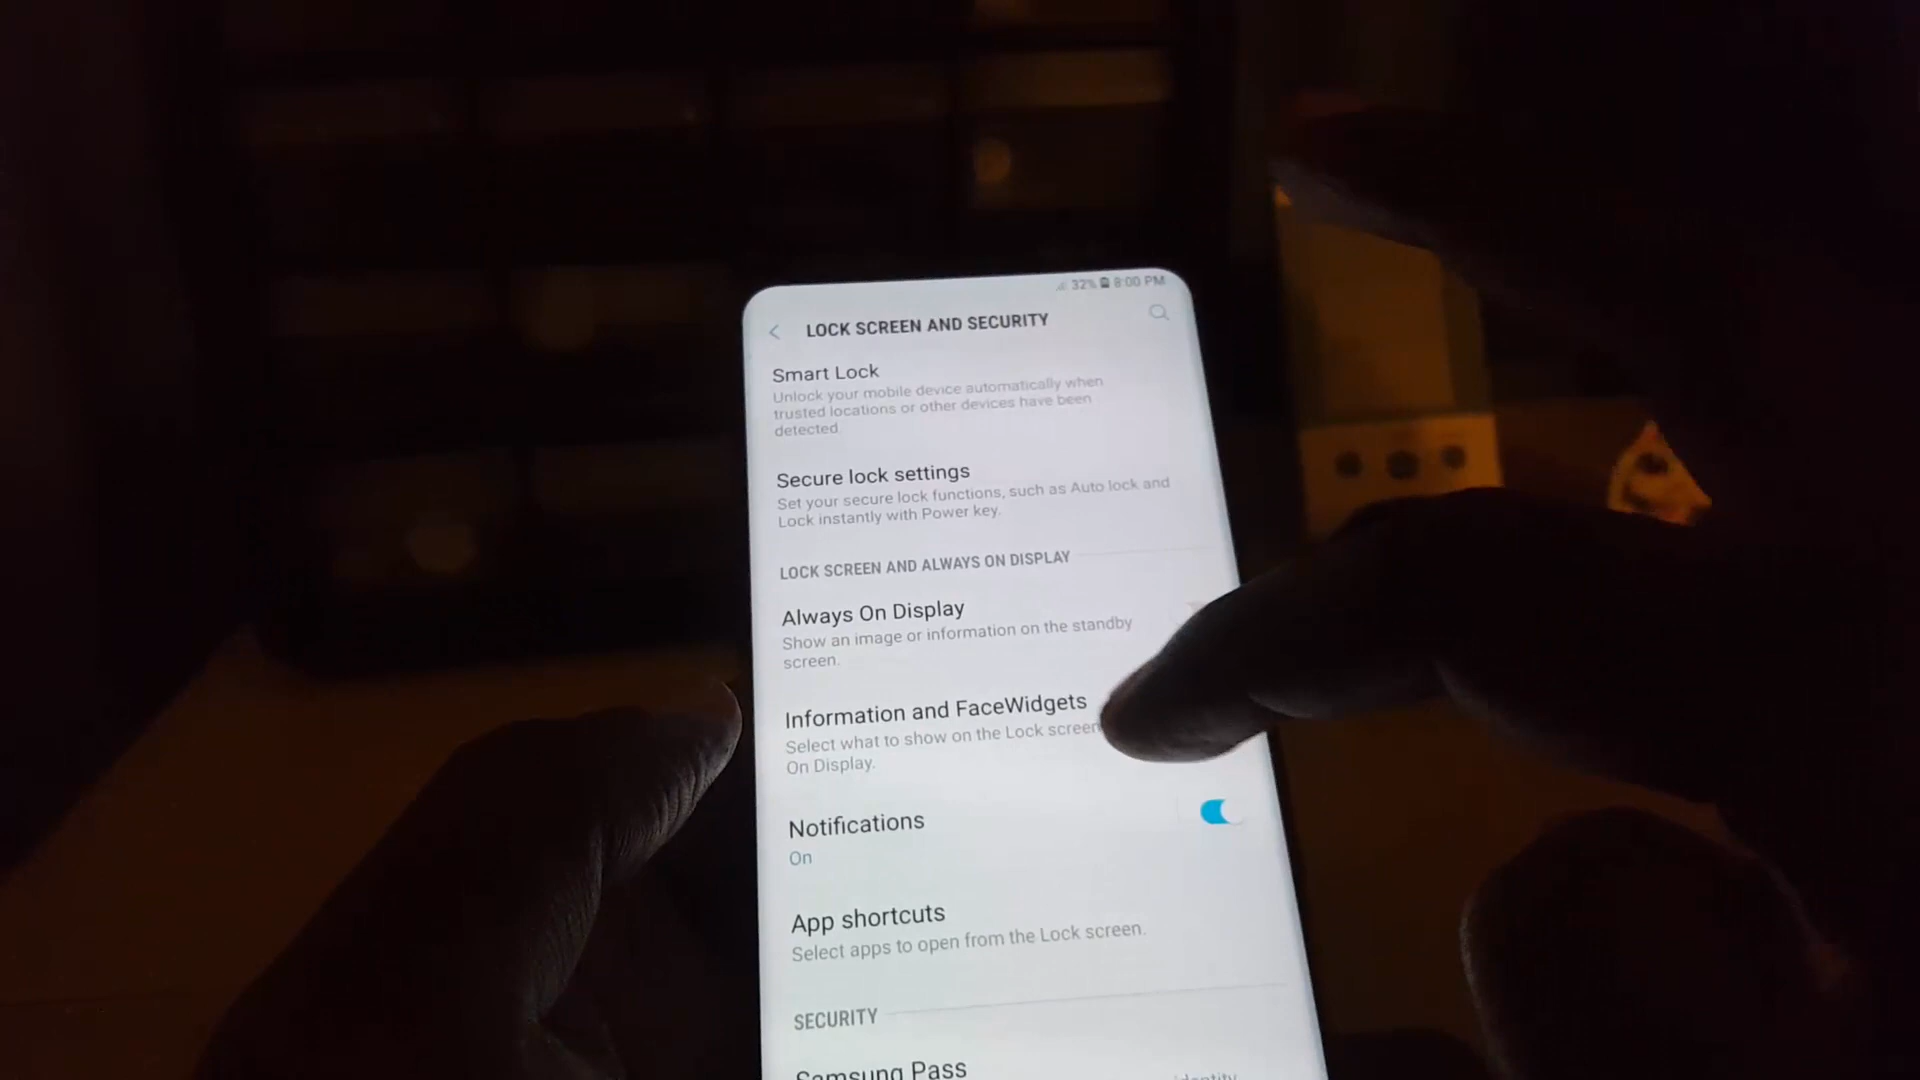 32% 8:00 PM
LOCK SCREEN AND SECURITY
Smart Lock
Unlock your mobile device automatically when
trusted locations or other devices have been
detected
Secure lock settings
Set your secure lock functions, such as Auto lock and
Lock instantly with Power key.
LOCK SCREEN AND ALWAYS ON DISPLAY
Always On Display
Show an image or information on the standby
screen.
Information and FaceWidgets
Select what to show on the Lock screen
On Display.
Notifications
On
App shortcuts
Select apps to open from the Lock screen.
SECURITY
Samsung Pass
identity